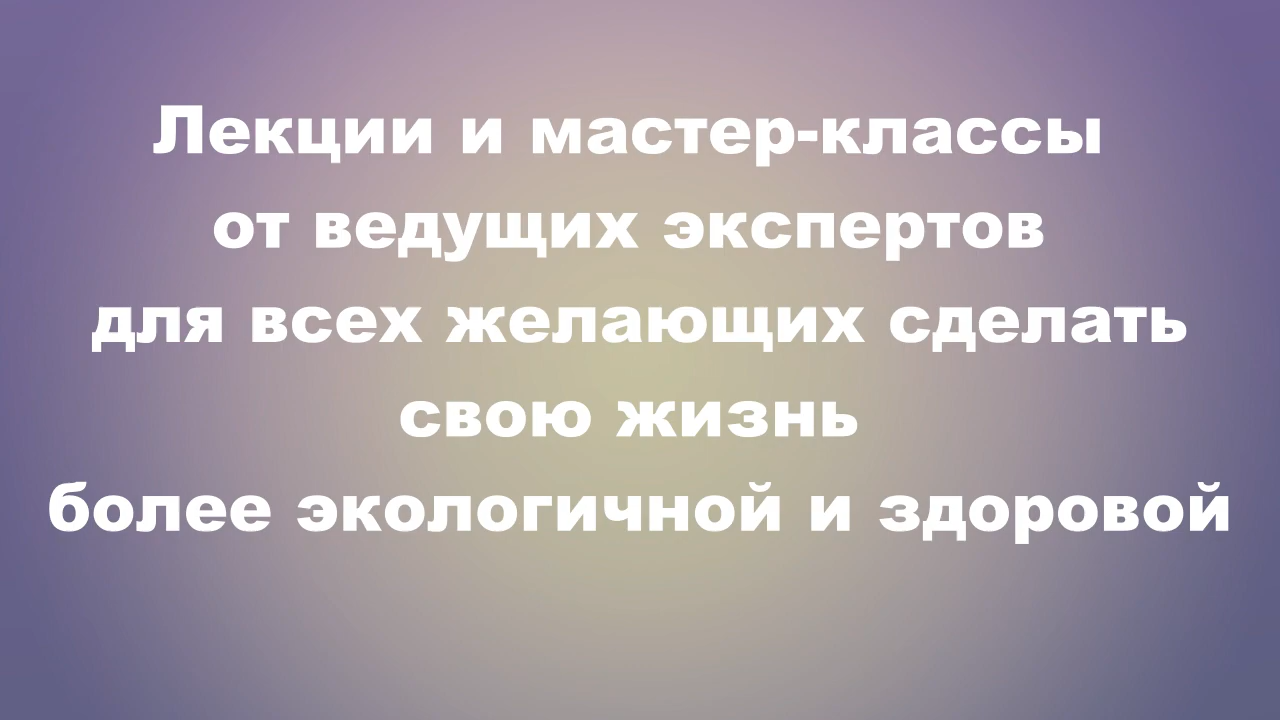 Лекции и мастер-классы
от ведущих экспертов
для всех желающих сделать
свою жизнь
более экологичной и здоровой